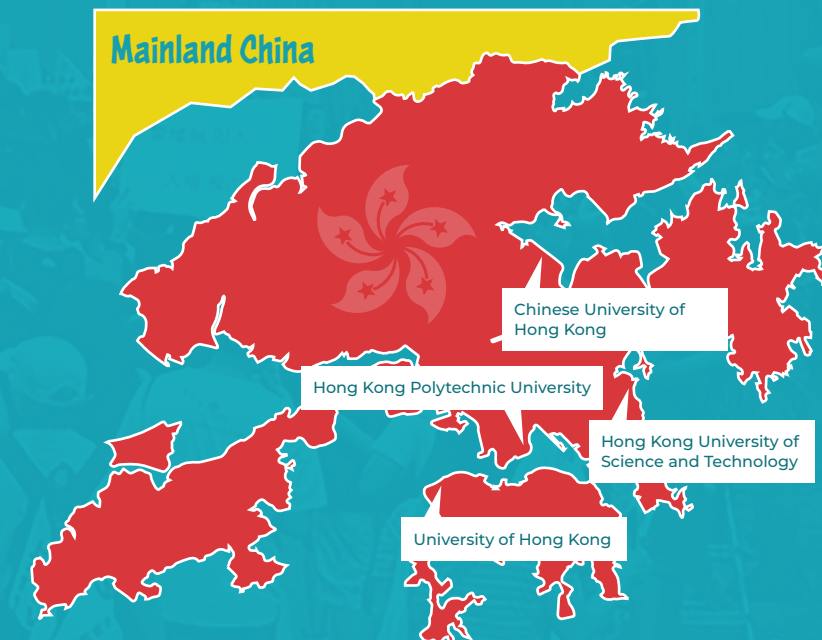 Mainland China
Chinese University of
Hong Kong
Hong Kong Polytechnic University
Hong Kong University of
Science and Technology
University of Hong Kong